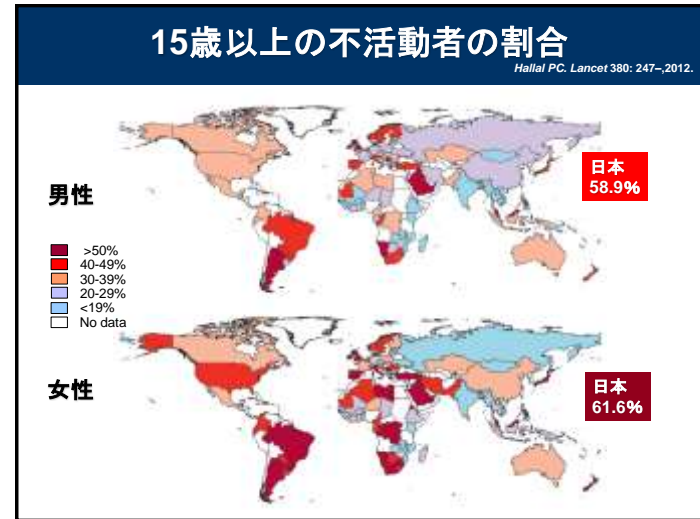 15歳以上の不活動者の割合
Hallal PC. Lancet 380: 247–,2012.
男性
日本
58.9%
>50%
40-49%
30-39%
20-29%
<19%
No data
女性
日本
61.6%